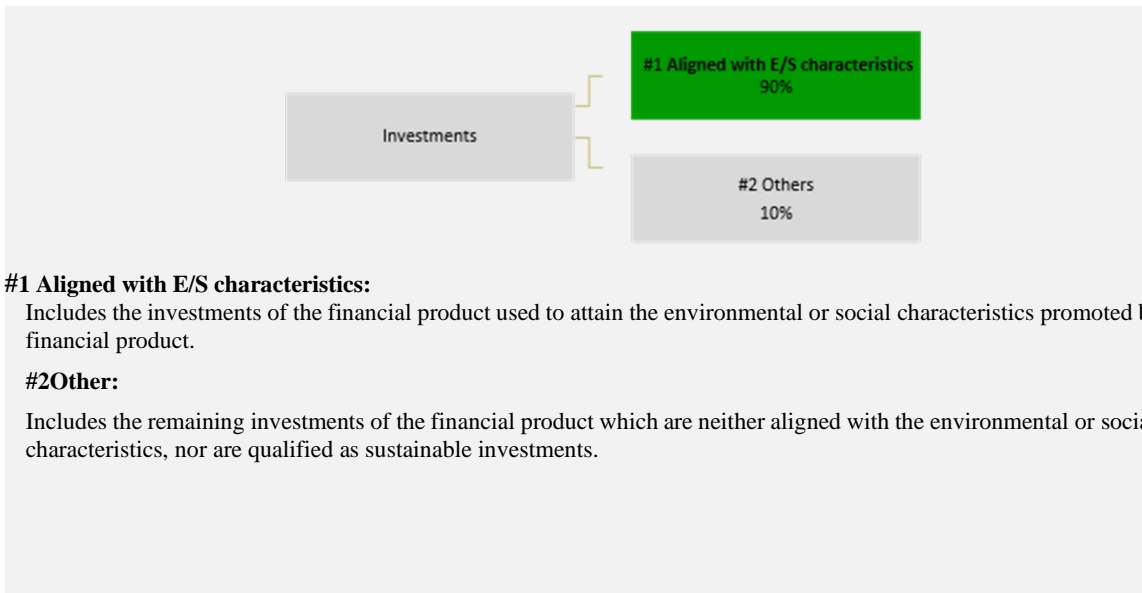 #1 Aligned with E/S characteristics
90%
Investments
#2 Others
10%
#1 Aligned with E/S characteristics:
Includes the investments of the financial product used to attain the environmental or social characteristics promoted
financial product.
#2Other:
Includes the remaining investments of the financial product which are neither aligned with the environmental or
characteristics, nor are qualified as sustainable investments.